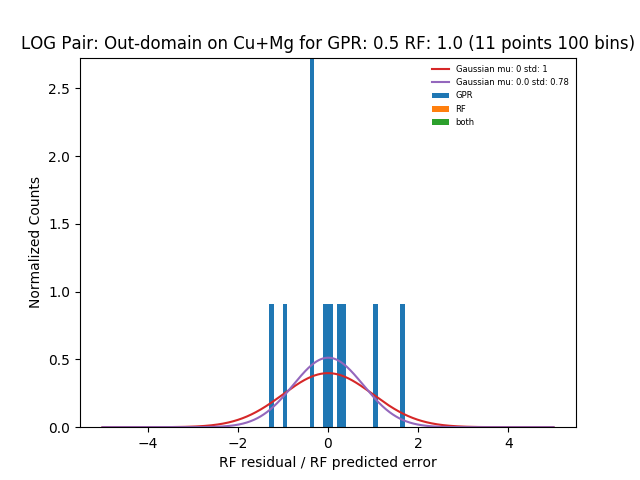 LOG Pair: Out-domain on Cu+Mg for GPR: 0.5 RF: 1.0 (11 points 100 bins)
Gaussian mu: 0 std: 1
Gaussian mu: 0.0 std: 0.78
GPR
RF
both
Normalized Counts
2.5
2.0
1.5
1.0
0.5
0.0
−4
−2
0
2
4
RF residual / RF predicted error